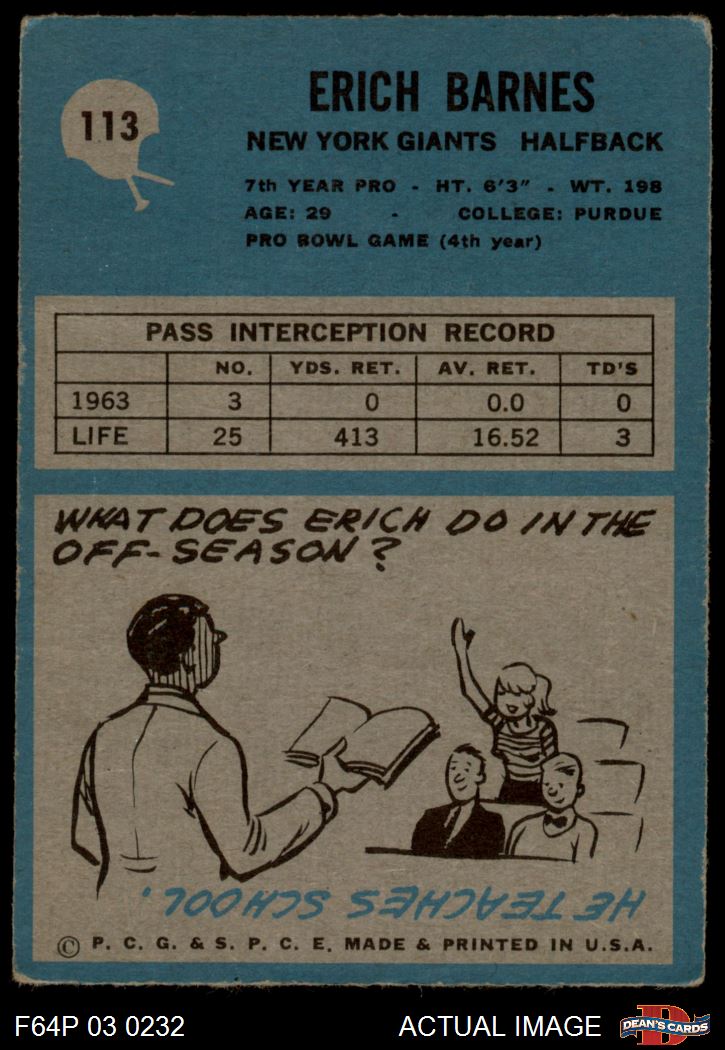 113
ERICH BARNES
NEW YORK GIANTS HALFBACK
7th YEAR PRO - HT. 6'3" - WT. 198
AGE: 29 - COLLEGE: PURDUE
PRO BOWL GAME (4th year)
PASS INTERCEPTION RECORD
NO. YDS. RET. AV. RET. TD'S
1963 3 0 0.0 0
LIFE 25 413 16.52 3
WHAT DOES ERICH DO IN THE
OFF-SEASON?
HE TEACHES SCHOOL.
© P. C. G. & S. P. C. E. MADE & PRINTED IN U.S.A.
F64P 03 0232 ACTUAL IMAGE
D
DEAN'S CARDS